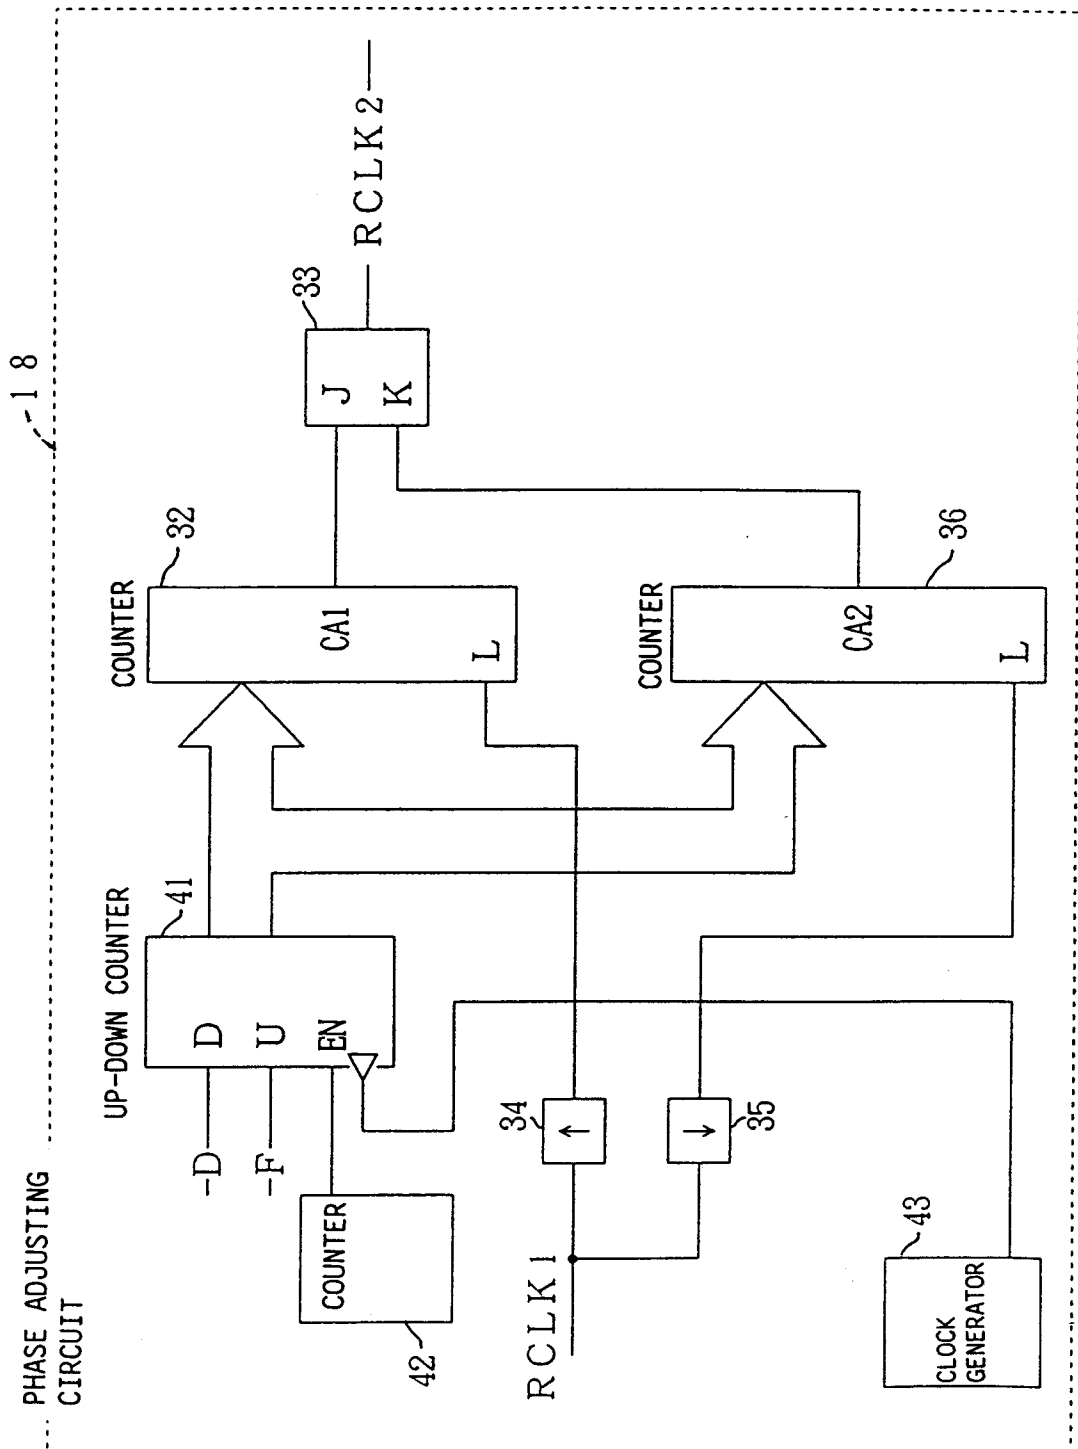 PHASE ADJUSTING
CIRCUIT
18
UP-DOWN COUNTER
41
D
U
EN
-D
-F
COUNTER
42
COUNTER
32
CA1
L
33
J
K
RCLK2
RCLK1
34
↑
35
↓
COUNTER
36
CA2
L
CLOCK
GENERATOR
43